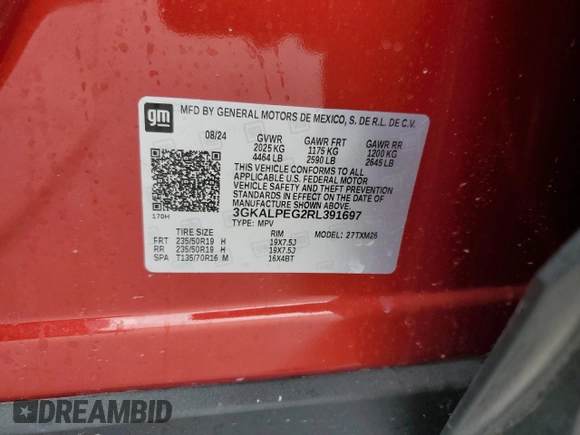 gm
MFD BY GENERAL MOTORS DE MEXICO, S. DE R.L. DE C.V.
08/24 GVWR GAWR FRT GAWR RR
2025 KG 1175 KG 1200 KG
4464 LB 2590 LB 2645 LB
THIS VEHICLE CONFORMS TO ALL
APPLICABLE U.S. FEDERAL MOTOR
VEHICLE SAFETY AND THEFT PREVENTION
STANDARDS IN EFFECT ON THE DATE OF
MANUFACTURE SHOWN ABOVE.
170H 3GKALPEG2RL391697
TYPE: MPV
TIRE SIZE RIM MODEL: 27TXM26
FRT 235/50R19 H 19X7.5J
RR 235/50R19 H 19X7.5J
SPA T135/70R16 M 16X4BT
DREAMBID